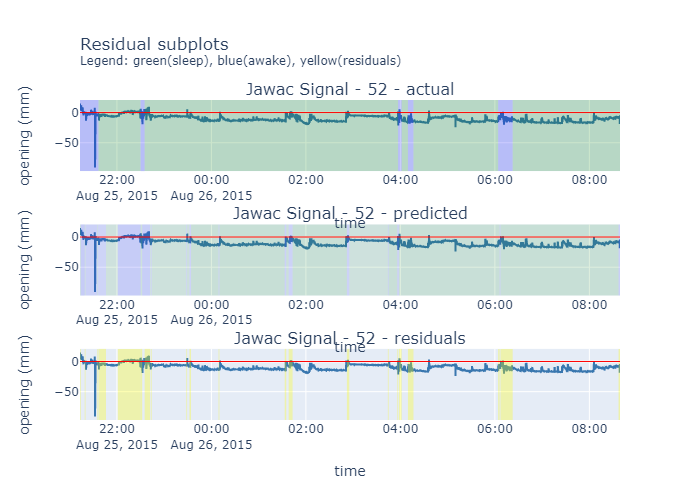 Residual subplots
Legend: green(sleep), blue(awake), yellow(residuals)
Jawac Signal - 52 - actual
opening (mm)
0
−50
22:00 00:00 02:00 04:00 06:00 08:00
Aug 25, 2015 Aug 26, 2015
time
Jawac Signal - 52 - predicted
opening (mm)
0
−50
22:00 00:00 02:00 04:00 06:00 08:00
Aug 25, 2015 Aug 26, 2015
time
Jawac Signal - 52 - residuals
opening (mm)
0
−50
22:00 00:00 02:00 04:00 06:00 08:00
Aug 25, 2015 Aug 26, 2015
time